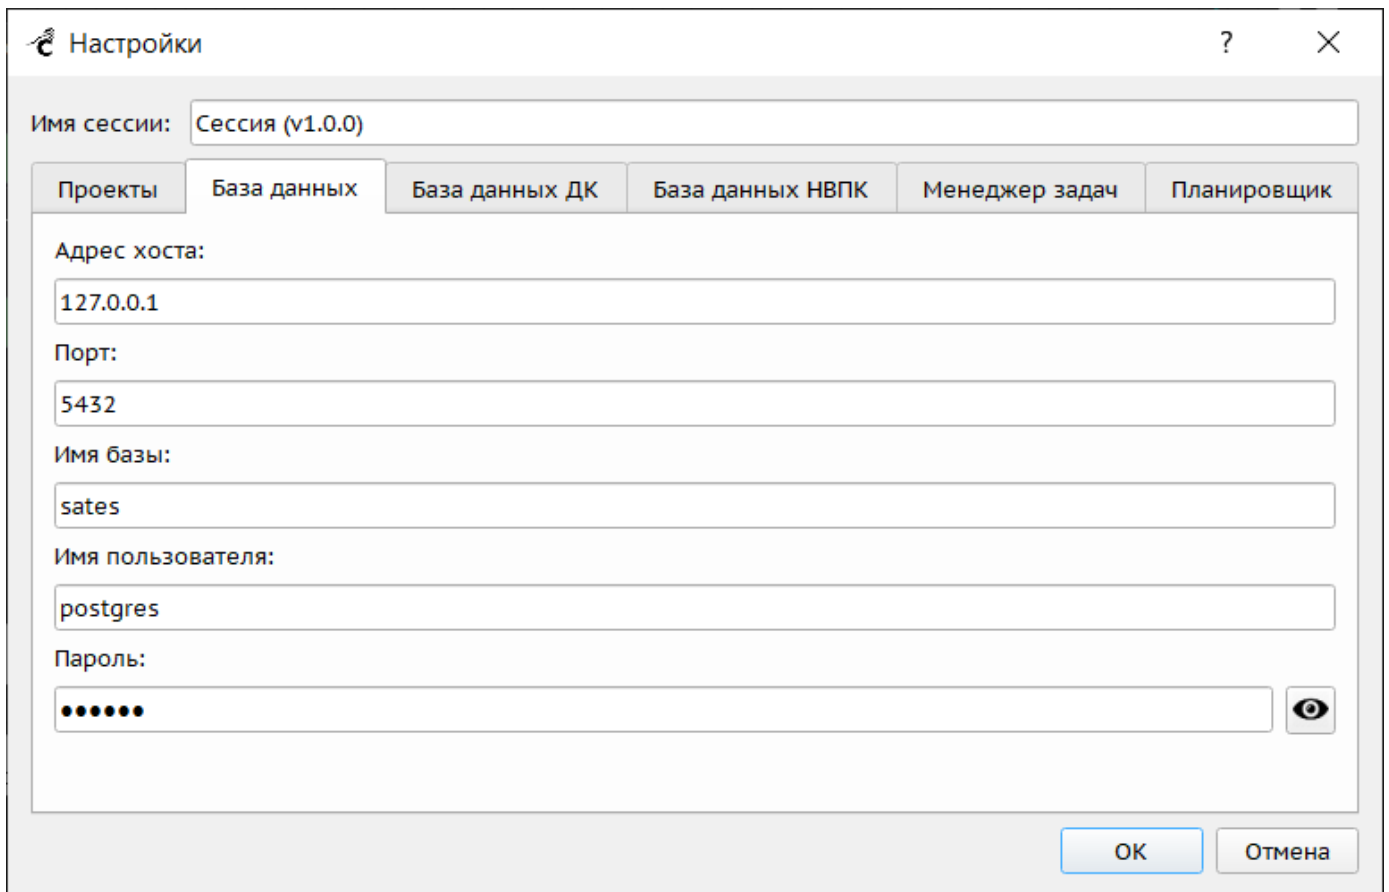 Настройки
Имя сессии: Сессия (v1.0.0)
Проекты База данных База данных ДК База данных НВПК Менеджер задач Планировщик
Адрес хоста:
127.0.0.1
Порт:
5432
Имя базы:
sates
Имя пользователя:
postgres
Пароль:
••••••
OK Отмена